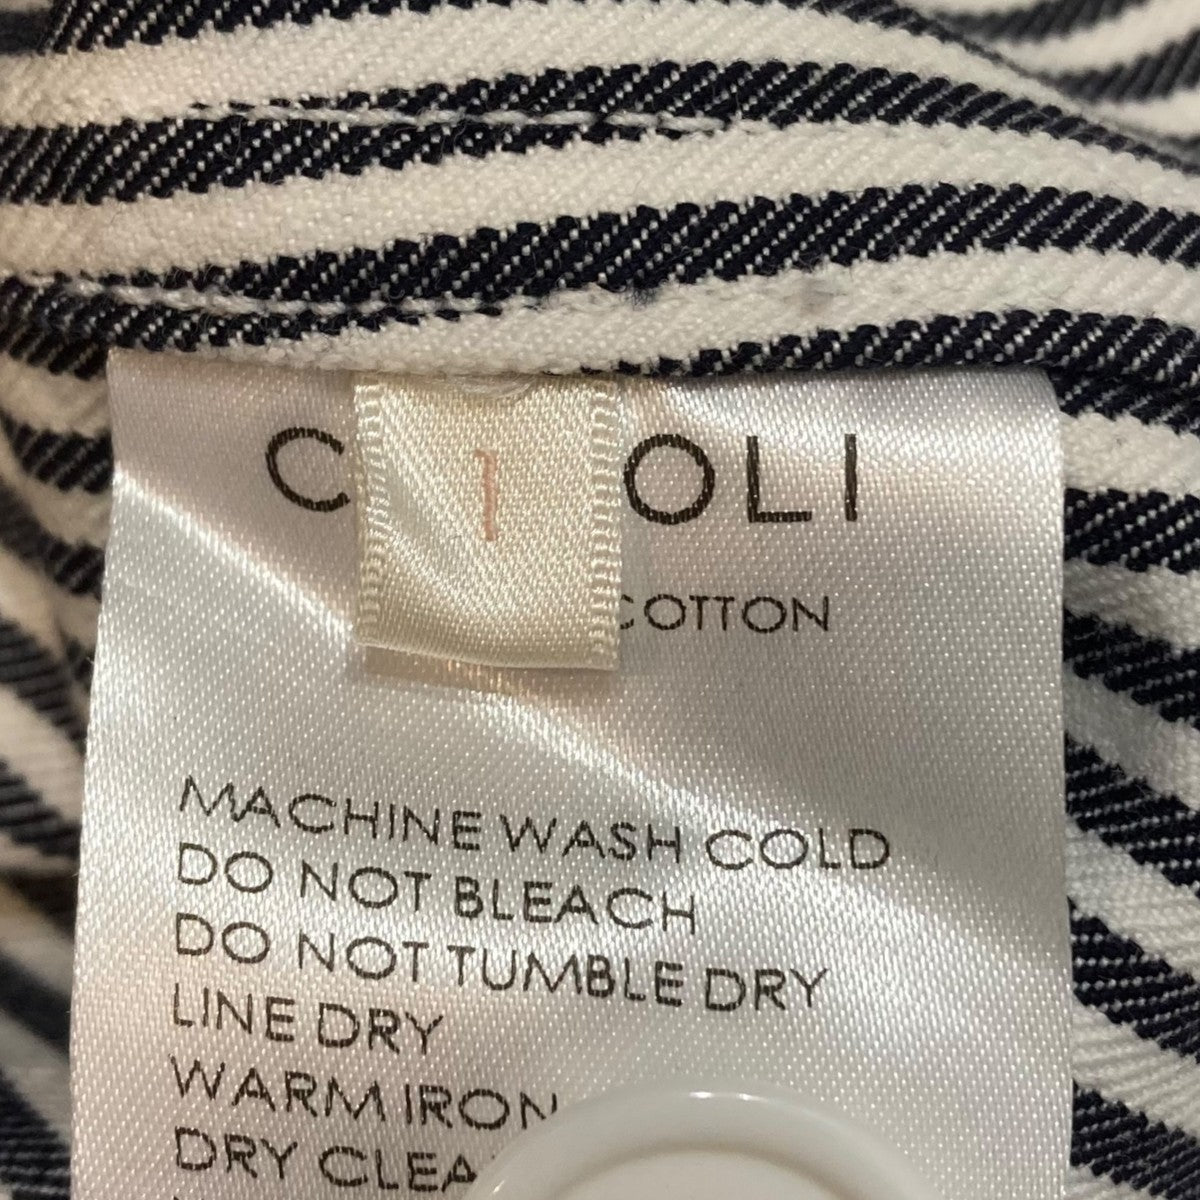 C OLI
1
COTTON
MACHINE WASH COLD
DO NOT BLEACH
DO NOT TUMBLE DRY
LINE DRY
WARM IRON
DRY CLEA